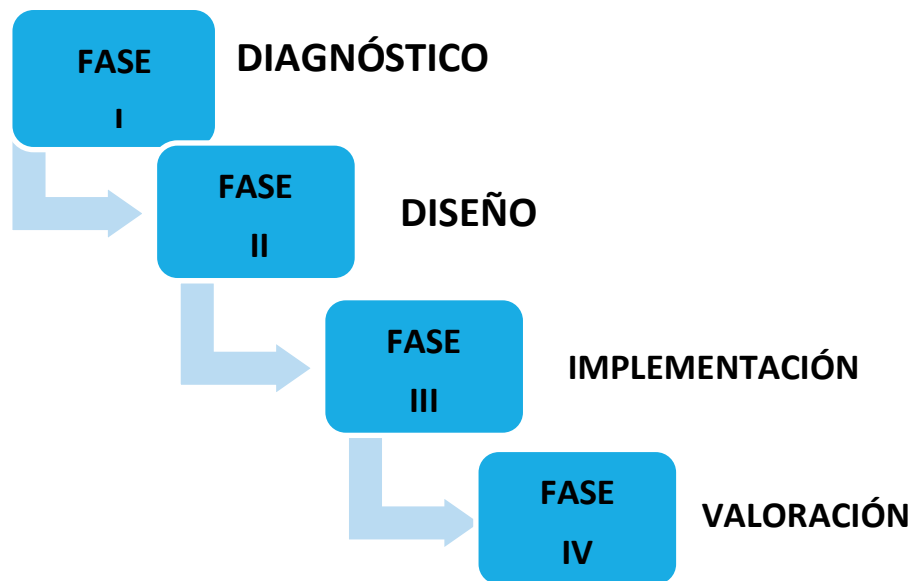 FASE
I
DIAGNÓSTICO
FASE
II
DISEÑO
FASE
III
IMPLEMENTACIÓN
FASE
IV
VALORACIÓN